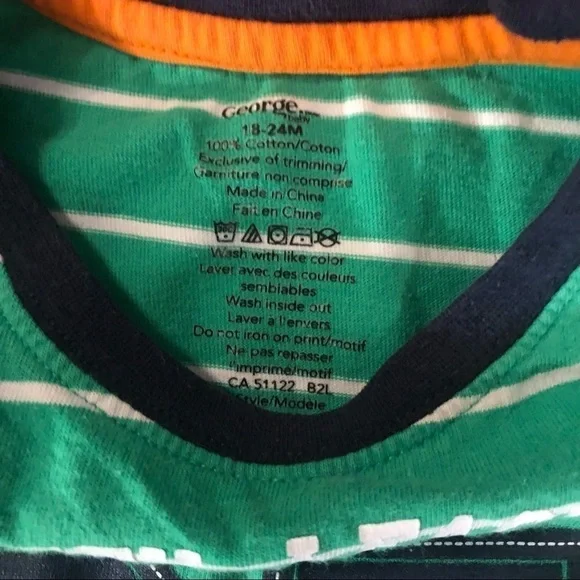 George
baby
18-24M
100% Cotton/Coton
Exclusive of trimming/
Garniture non comprise
Made in China
Fait en Chine
Wash with like color
Laver avec des couleurs
semblables
Wash inside out
Laver à l'envers
Do not iron on print/motif
Ne pas repasser
l'imprimé/motif
CA 51122 B2L
Style/Modèle